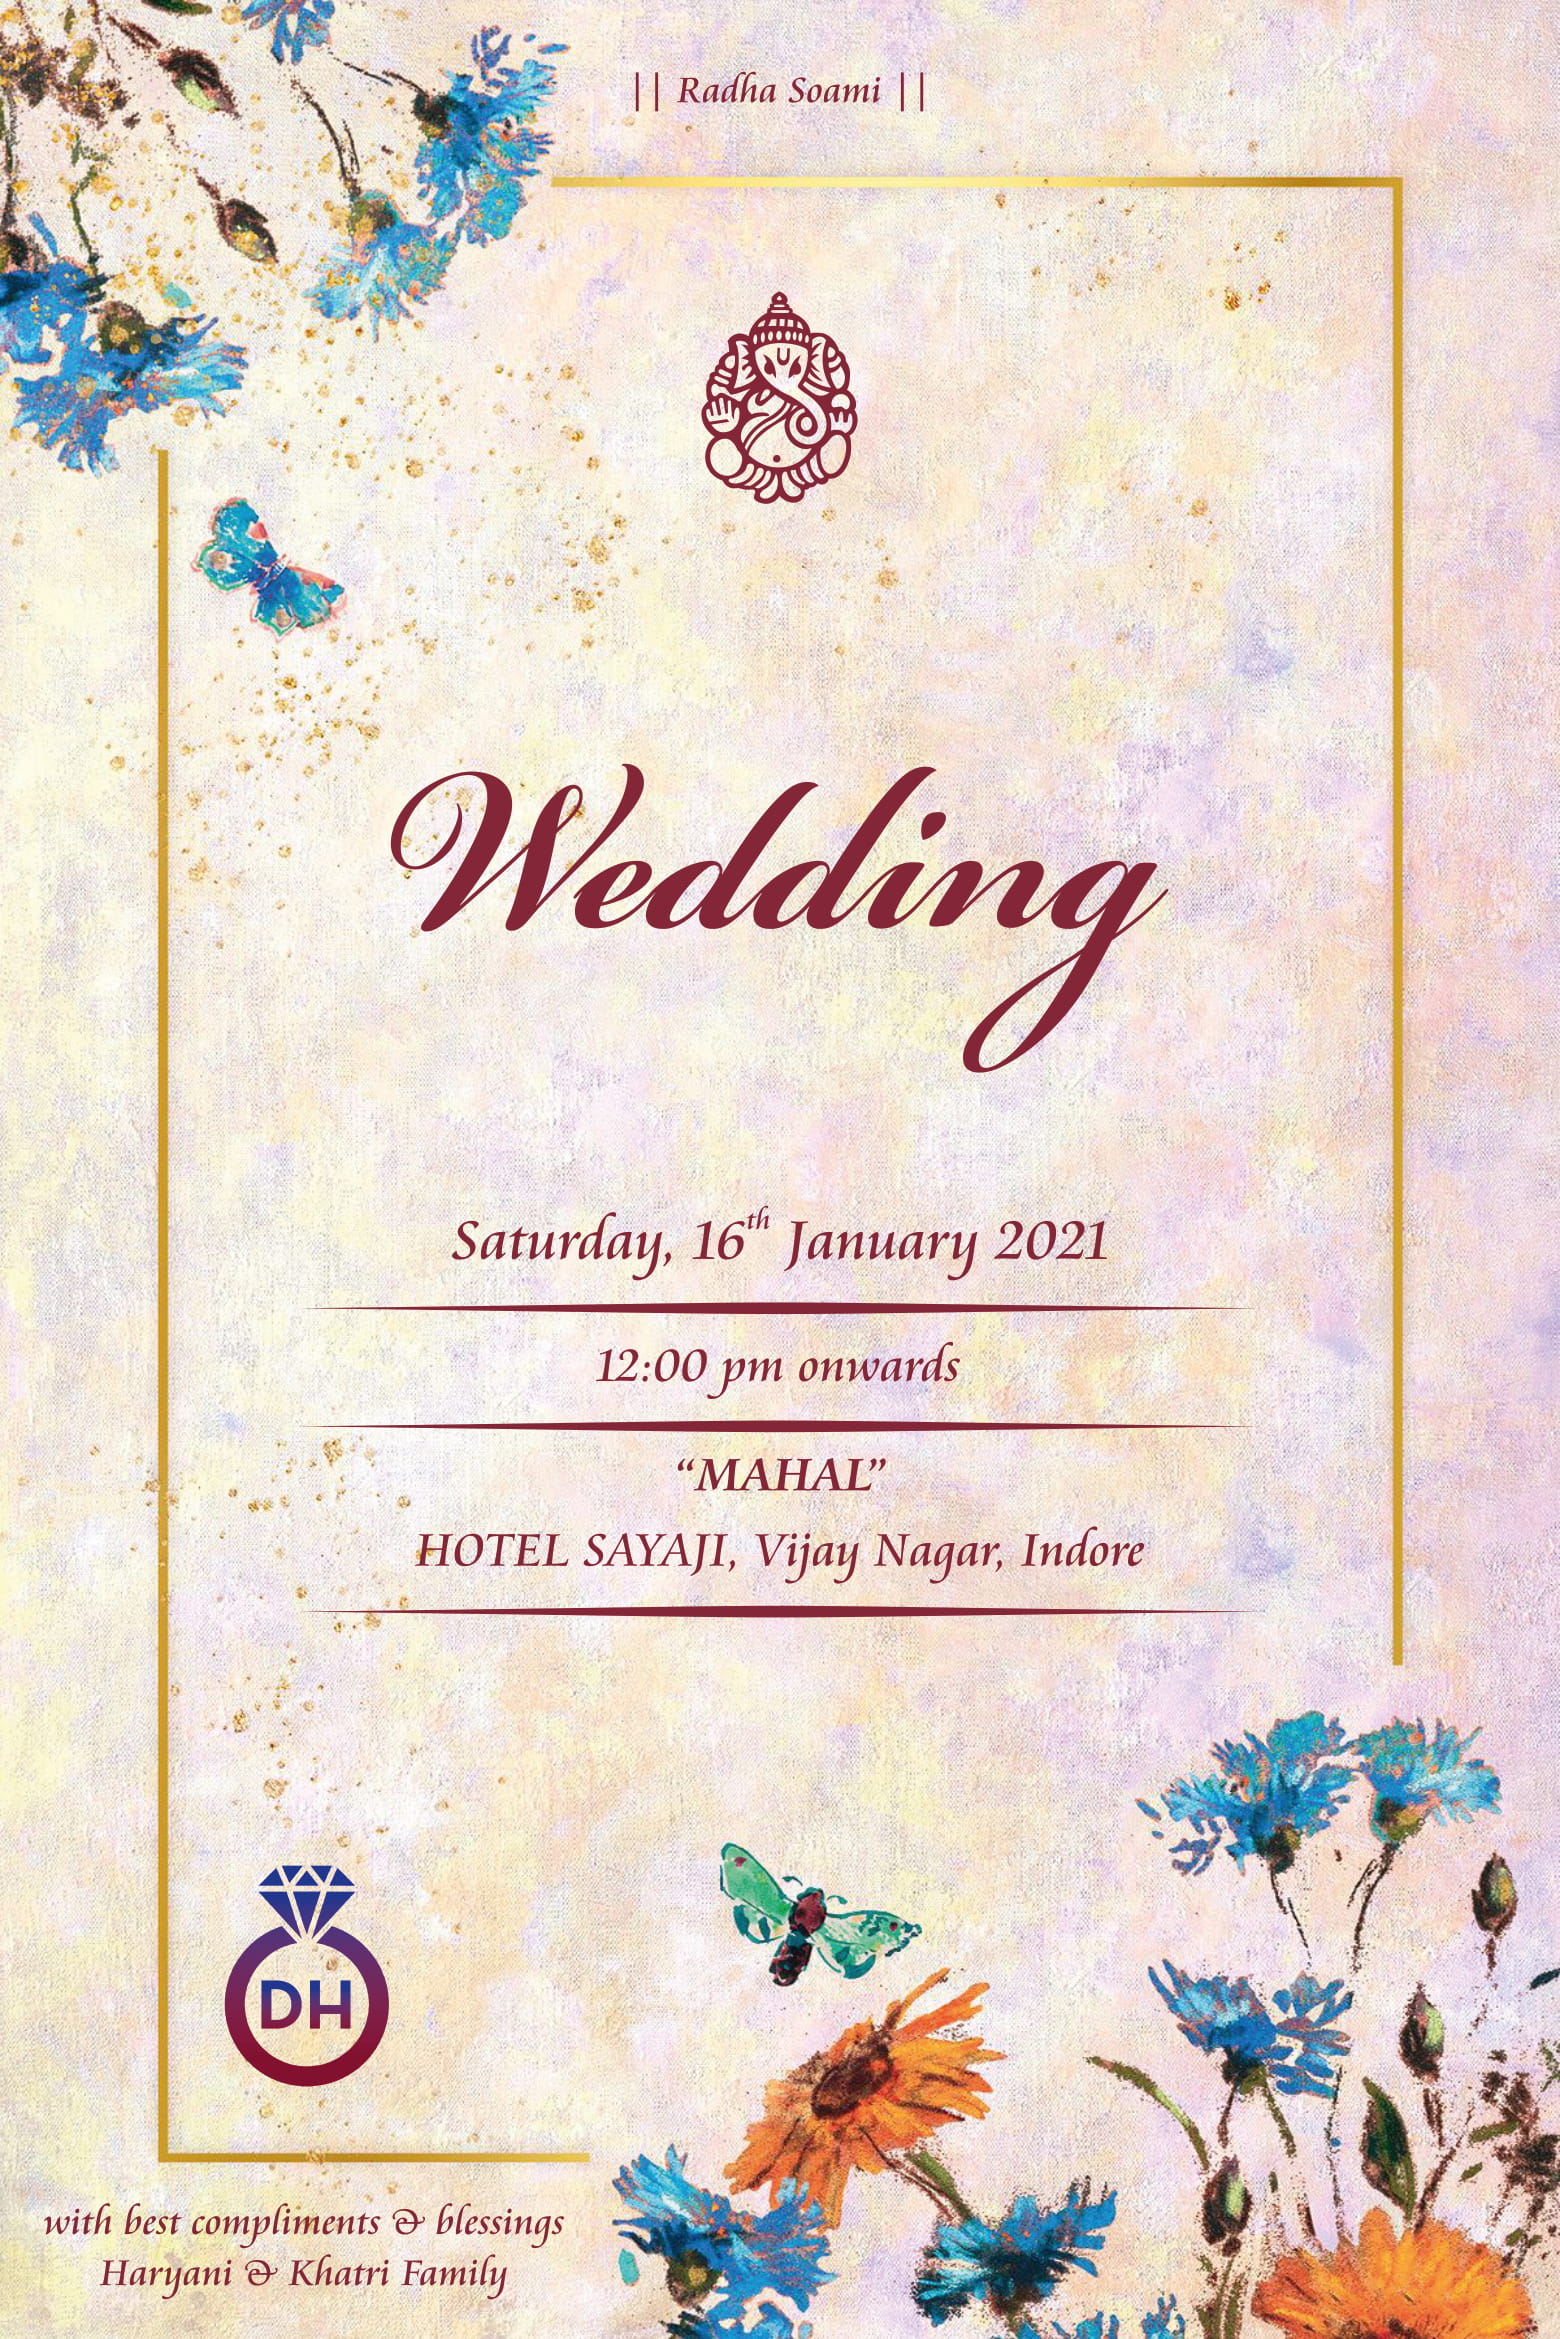 || Radha Soami ||
Wedding
Saturday, 16th January 2021
12:00 pm onwards
“MAHAL”
HOTEL SAYAJI, Vijay Nagar, Indore
DH
with best compliments & blessings
Haryani & Khatri Family